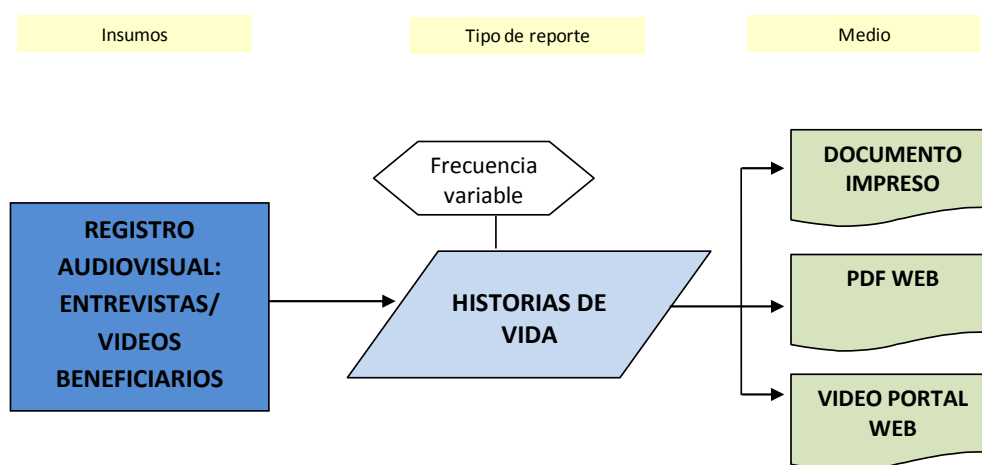 Insumos
Tipo de reporte
Medio
Frecuencia
variable
REGISTRO
AUDIOVISUAL:
ENTREVISTAS/
VIDEOS
BENEFICIARIOS
HISTORIAS DE
VIDA
DOCUMENTO
IMPRESO
PDF WEB
VIDEO PORTAL
WEB